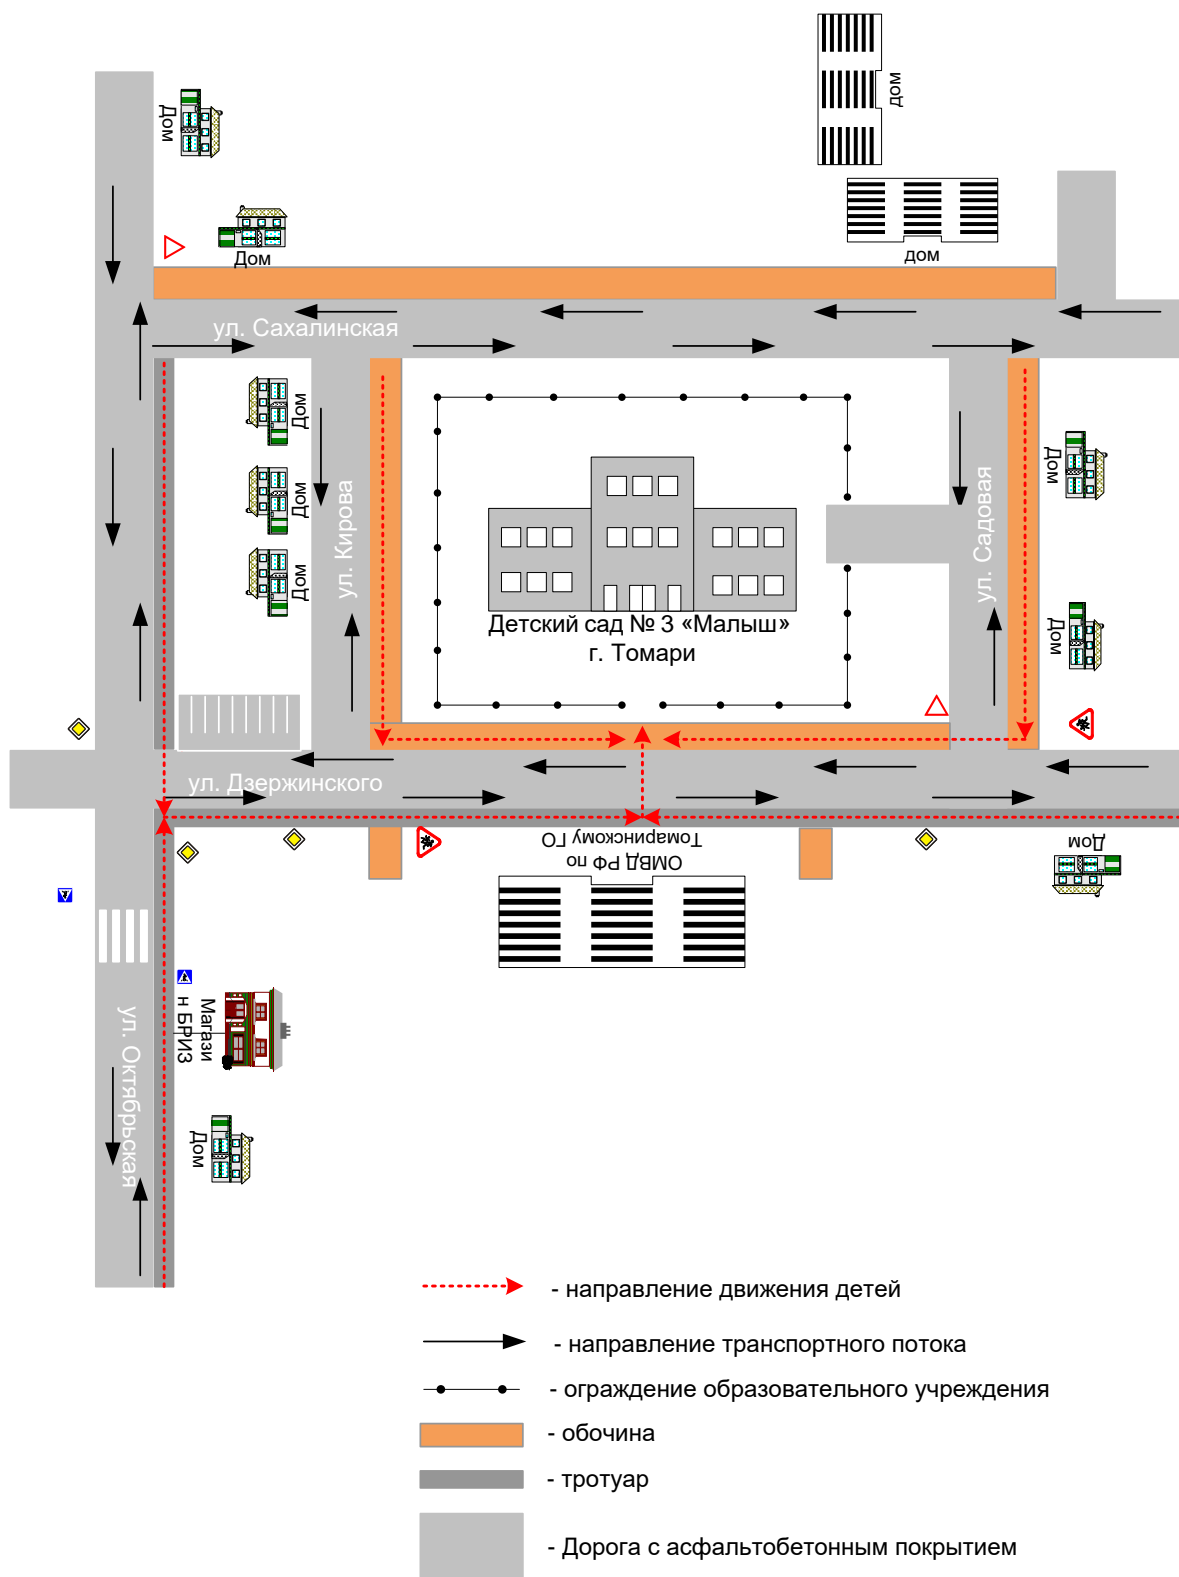 дом
Дом
дом
Дом
ул. Сахалинская
Дом
Дом
Дом
ул. Кирова
ул. Садовая
Дом
Дом
Детский сад № 3 «Малыш»
г. Томари
ул. Дзержинского
ОМВД РФ по
Томаринскому ГО
Дом
ул. Октябрьская
Магази
н БРИЗ
Дом
- направление движения детей
- направление транспортного потока
- ограждение образовательного учреждения
- обочина
- тротуар
- Дорога с асфальтобетонным покрытием